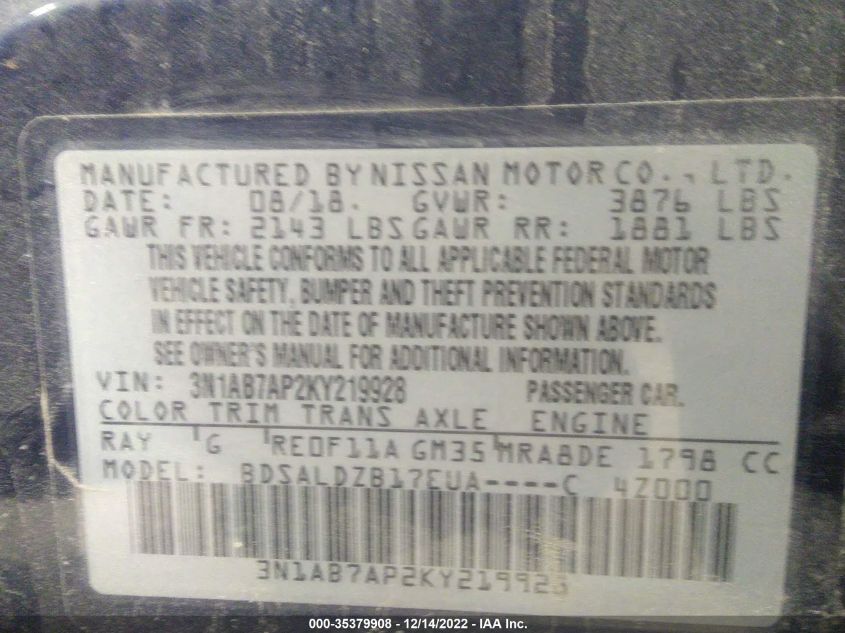 MANUFACTURED BY NISSAN MOTOR CO., LTD.
DATE: 08/18. GVWR: 3876 LBS
GAWR FR: 2143 LBS GAWR RR: 1881 LBS
THIS VEHICLE CONFORMS TO ALL APPLICABLE FEDERAL MOTOR
VEHICLE SAFETY, BUMPER AND THEFT PREVENTION STANDARDS
IN EFFECT ON THE DATE OF MANUFACTURE SHOWN ABOVE.
SEE OWNER'S MANUAL FOR ADDITIONAL INFORMATION.
VIN: 3N1AB7AP2KY219928 PASSENGER CAR.
COLOR TRIM TRANS AXLE ENGINE
RAY G RE0F11A GM35 MRA8DE 1798 CC
MODEL: BDSALDZB17EUA----C 4Z000
3N1AB7AP2KY219928
000-35379908 - 12/14/2022 - IAA Inc.